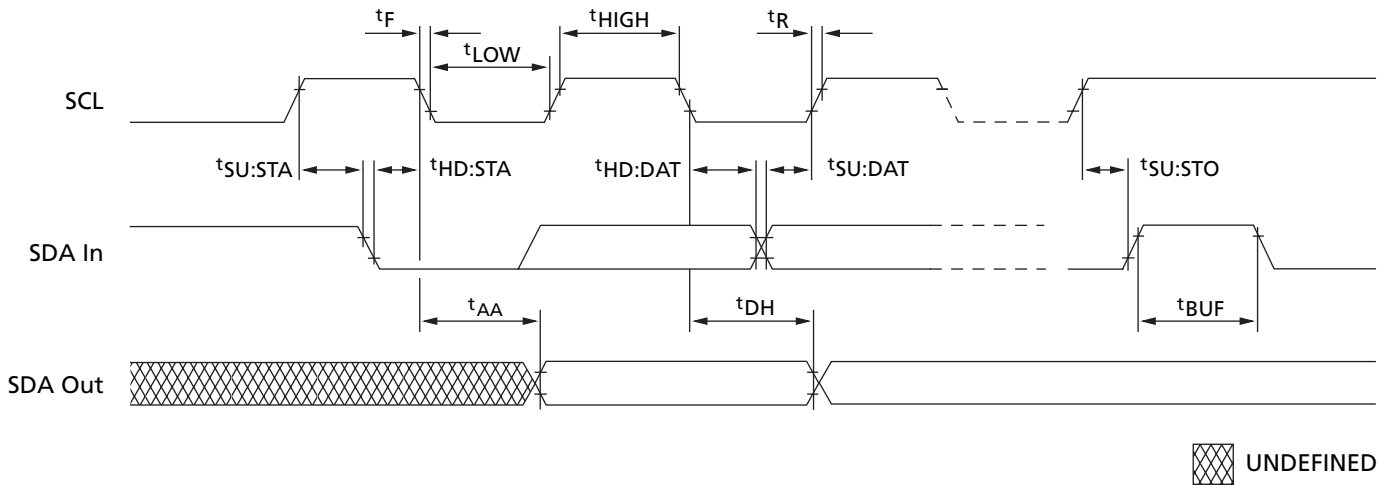 tF
tHIGH
tR
tLOW
SCL
tSU:STA
tHD:STA
tHD:DAT
tSU:DAT
tSU:STO
SDA In
tAA
tDH
tBUF
SDA Out
UNDEFINED